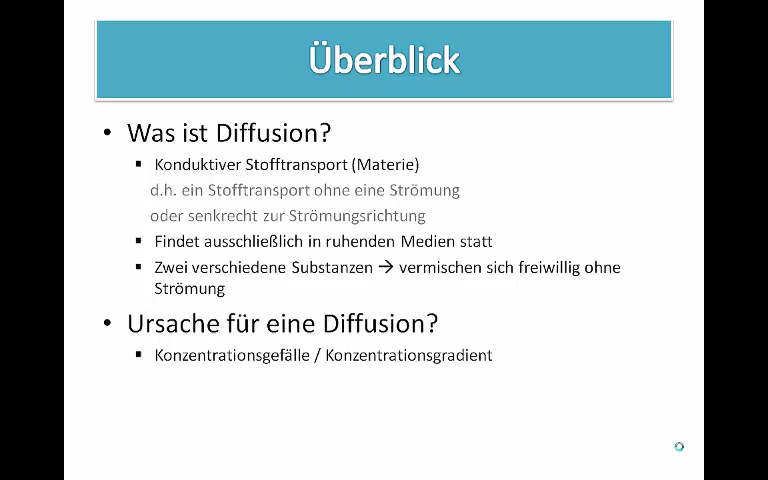 Überblick
• Was ist Diffusion?
▪ Konduktiver Stofftransport (Materie)
d.h. ein Stofftransport ohne eine Strömung
oder senkrecht zur Strömungsrichtung
▪ Findet ausschließlich in ruhenden Medien statt
▪ Zwei verschiedene Substanzen → vermischen sich freiwillig ohne
Strömung
• Ursache für eine Diffusion?
▪ Konzentrationsgefälle / Konzentrationsgradient